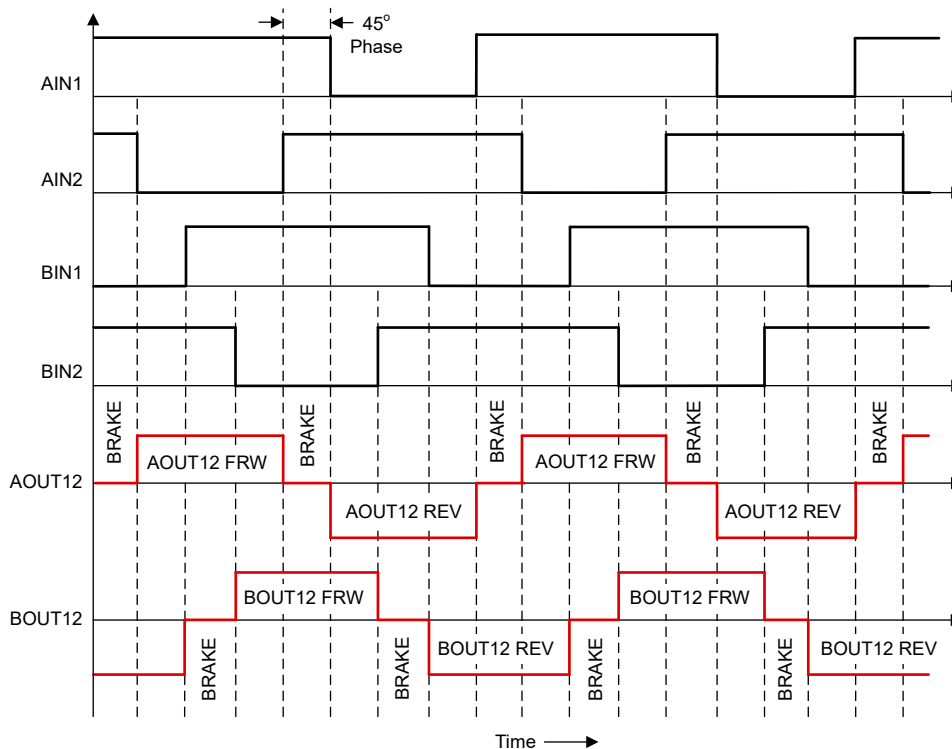 45° Phase
AIN1
AIN2
BIN1
BIN2
BRAKE
BRAKE
BRAKE
BRAKE
BRAKE
AOUT12 FRW
AOUT12 FRW
AOUT12
AOUT12 REV
AOUT12 REV
BOUT12 FRW
BOUT12 FRW
BOUT12
BOUT12 REV
BOUT12 REV
BRAKE
BRAKE
BRAKE
BRAKE
Time